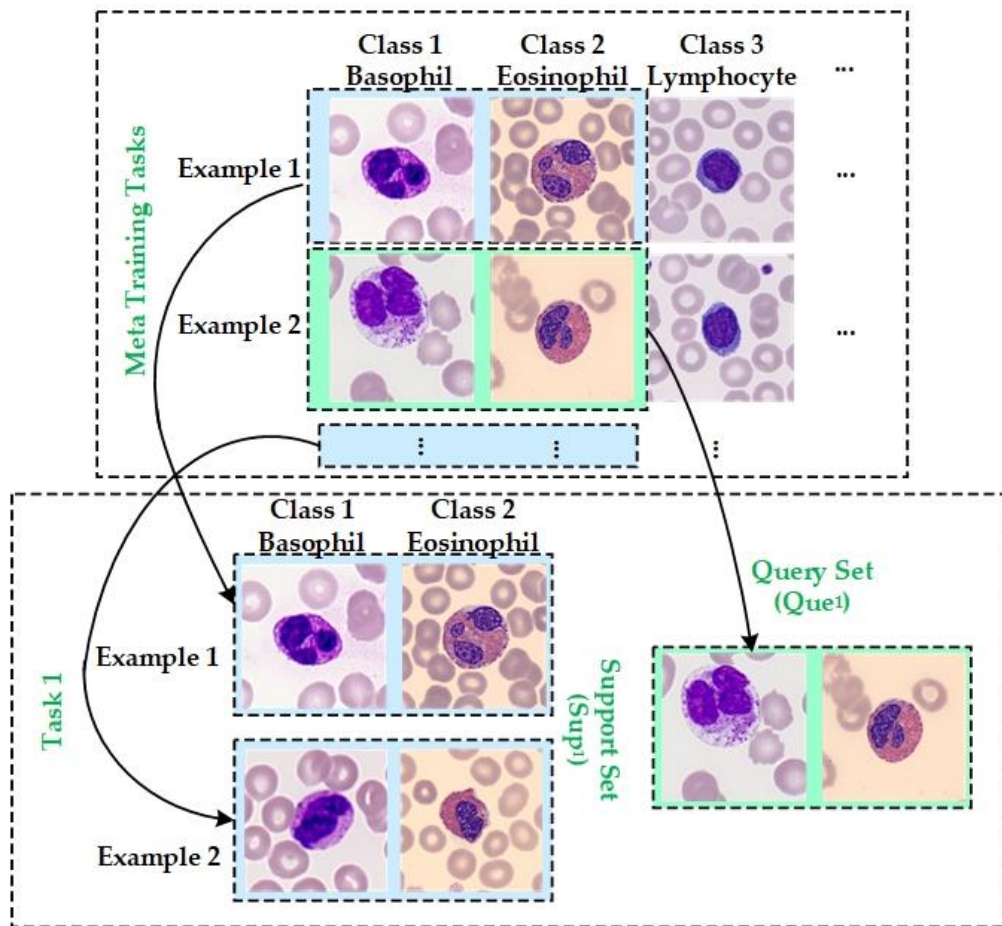 Class 1
Basophil
Class 2
Eosinophil
Class 3
Lymphocyte
...
Meta Training Tasks
Example 1
...
Example 2
...
⋮
⋮
⋮
Class 1
Basophil
Class 2
Eosinophil
Task 1
Example 1
Example 2
Support Set
(Sup¹)
Query Set
(Que¹)